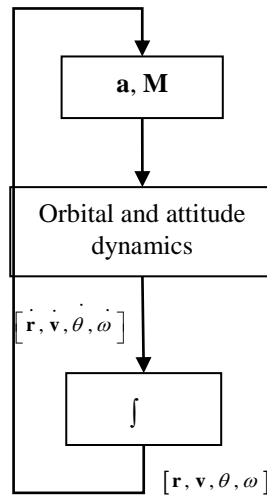 a, M
Orbital and attitude
dynamics
[ṙ, v̇, θ̇, ω̇]
∫
[r, v, θ, ω]